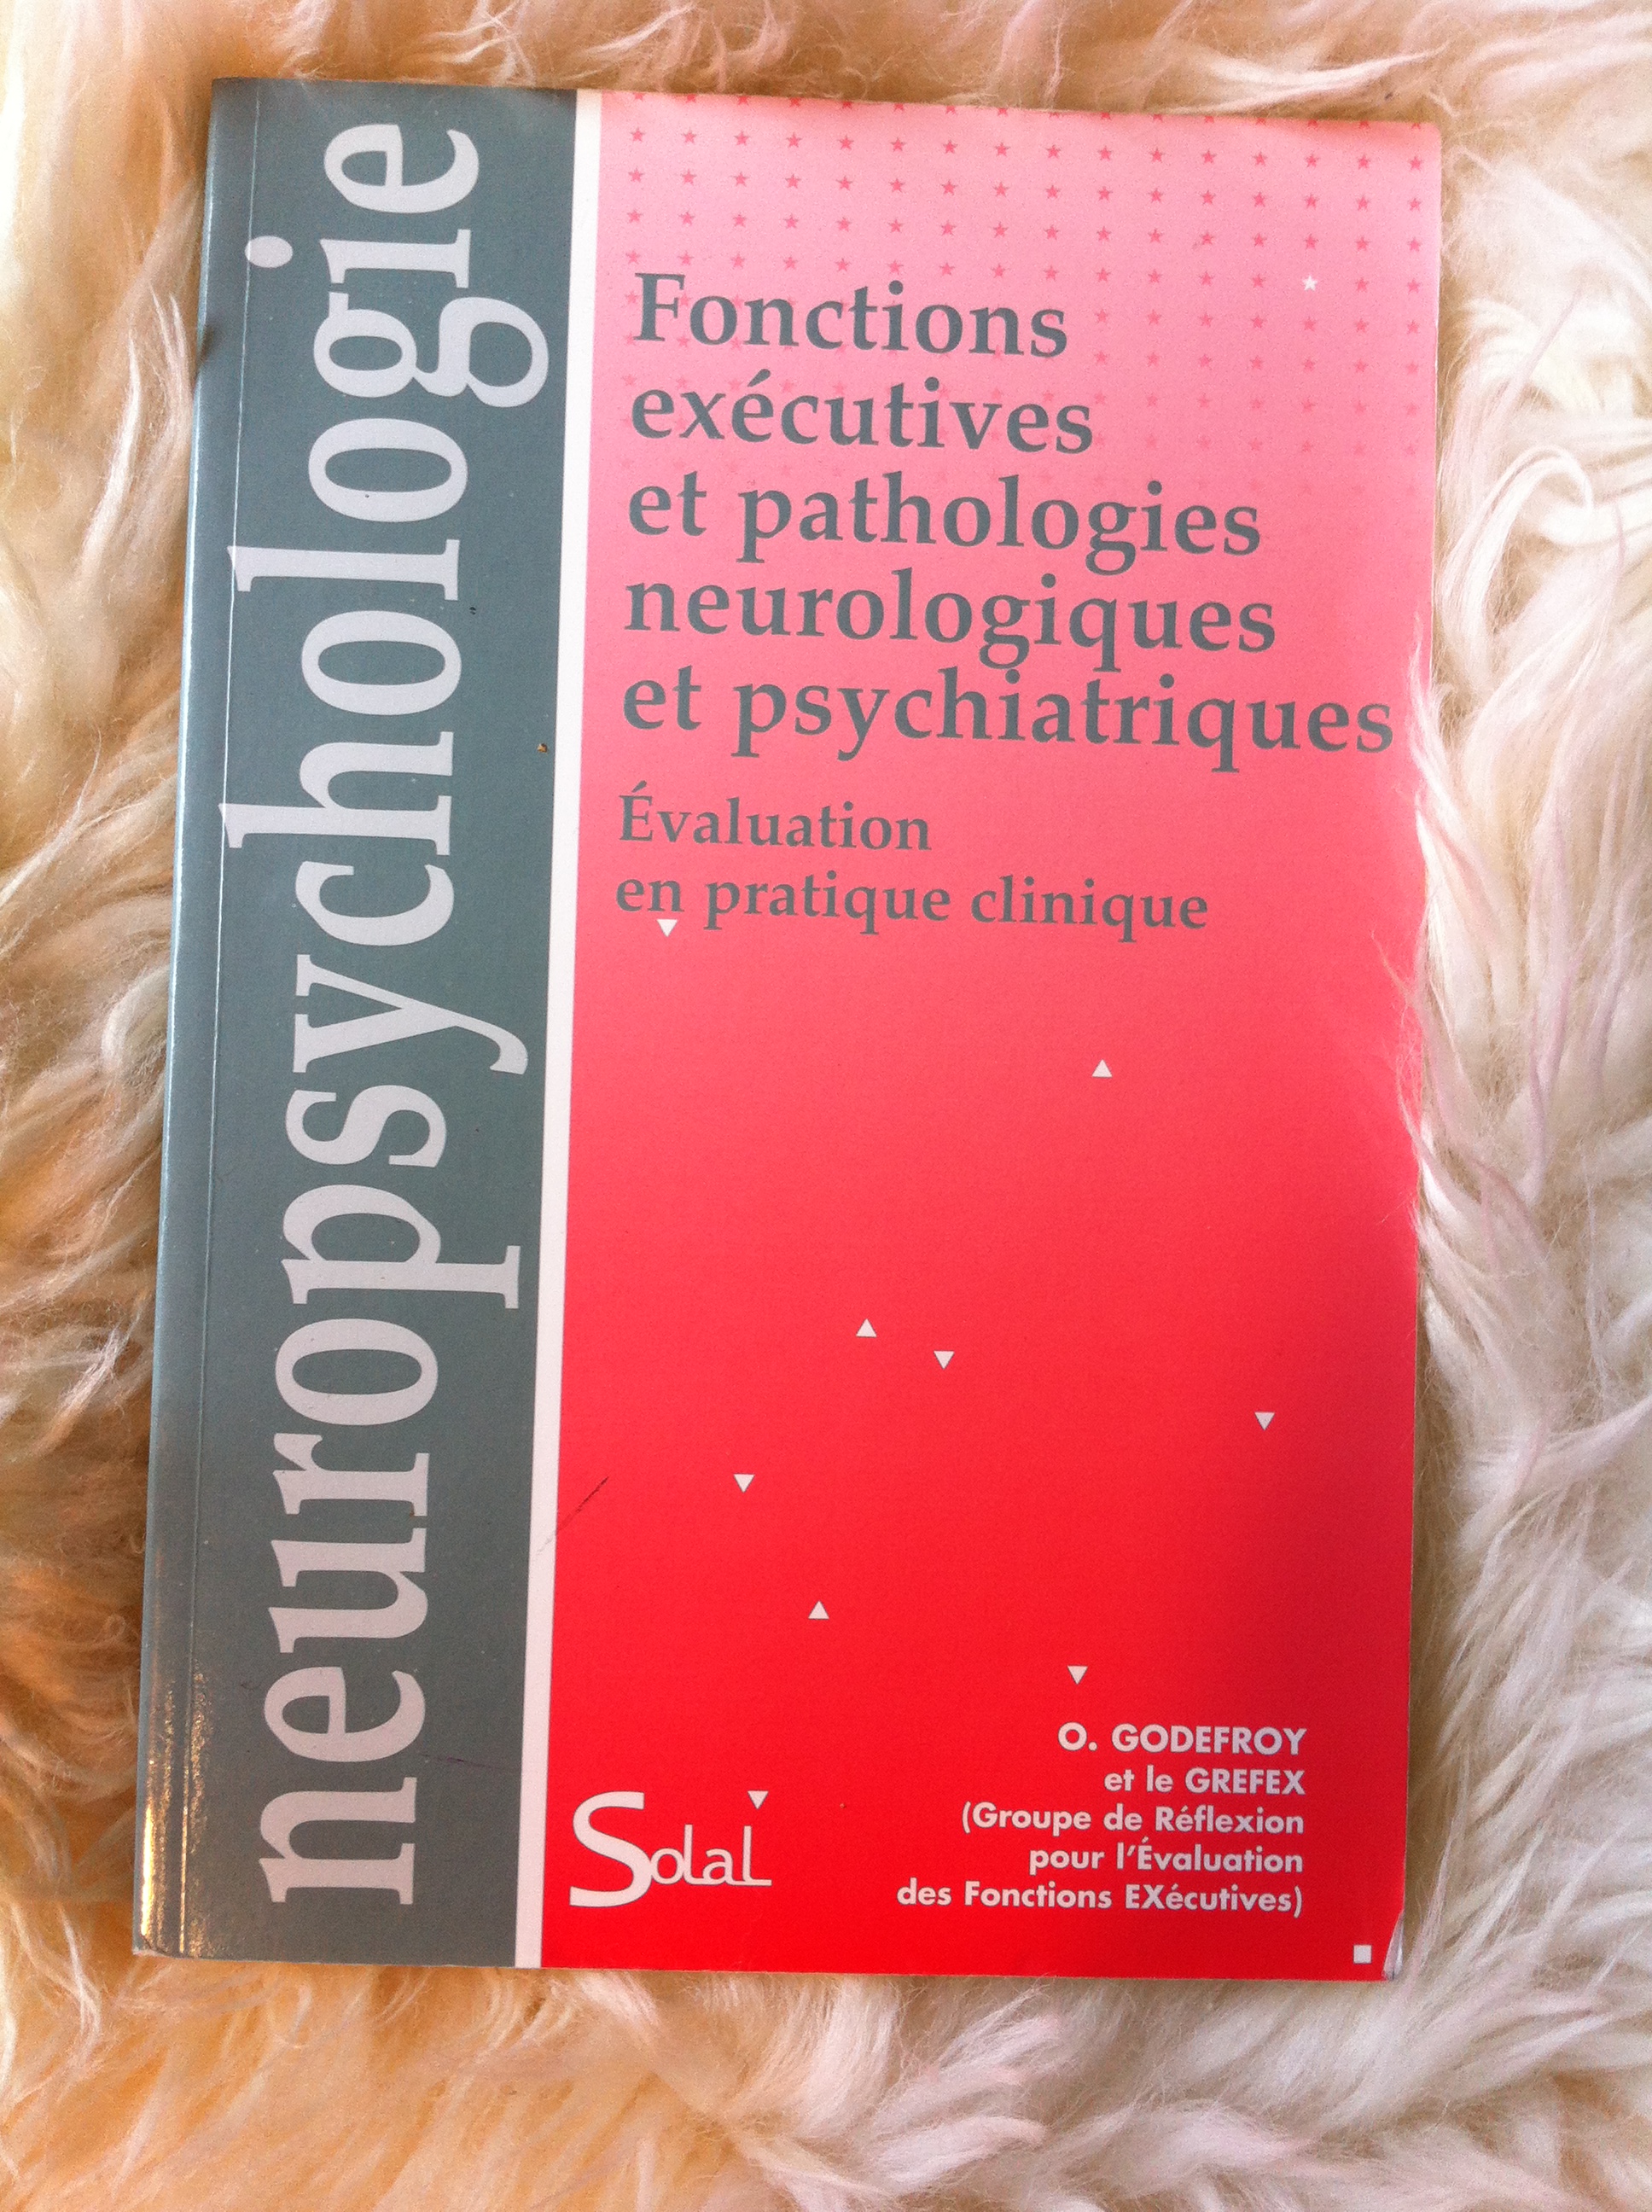 neuropsychologie
Fonctions
exécutives
et pathologies
neurologiques
et psychiatriques
Évaluation
en pratique clinique
O. GODEFROY
et le GREFEX
(Groupe de Réflexion
pour l'Évaluation
des Fonctions EXécutives)
Solal